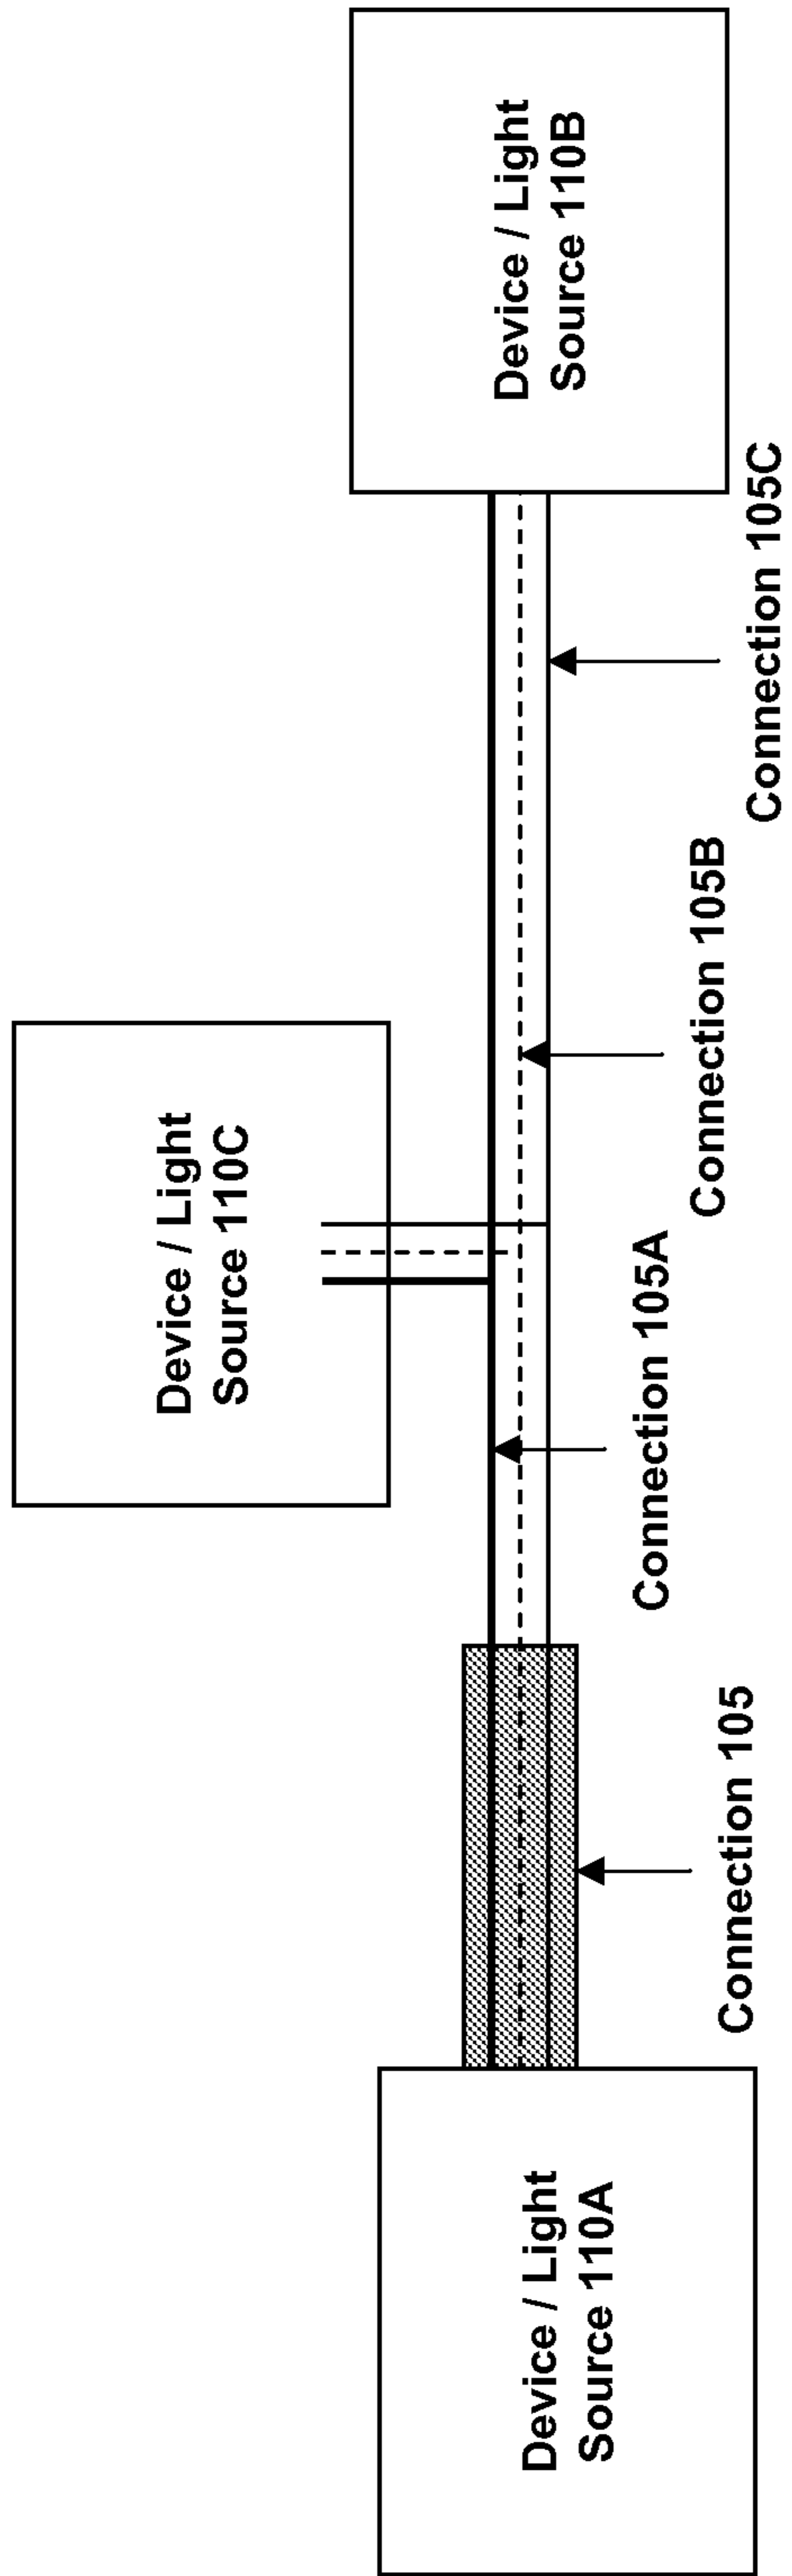 Device / Light
Source 110A
Connection 105
Device / Light
Source 110C
Connection 105A
Connection 105B
Device / Light
Source 110B
Connection 105C